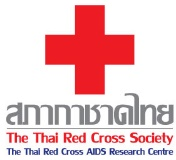 สภากาชาดไทย
The Thai Red Cross Society
The Thai Red Cross AIDS Research Centre